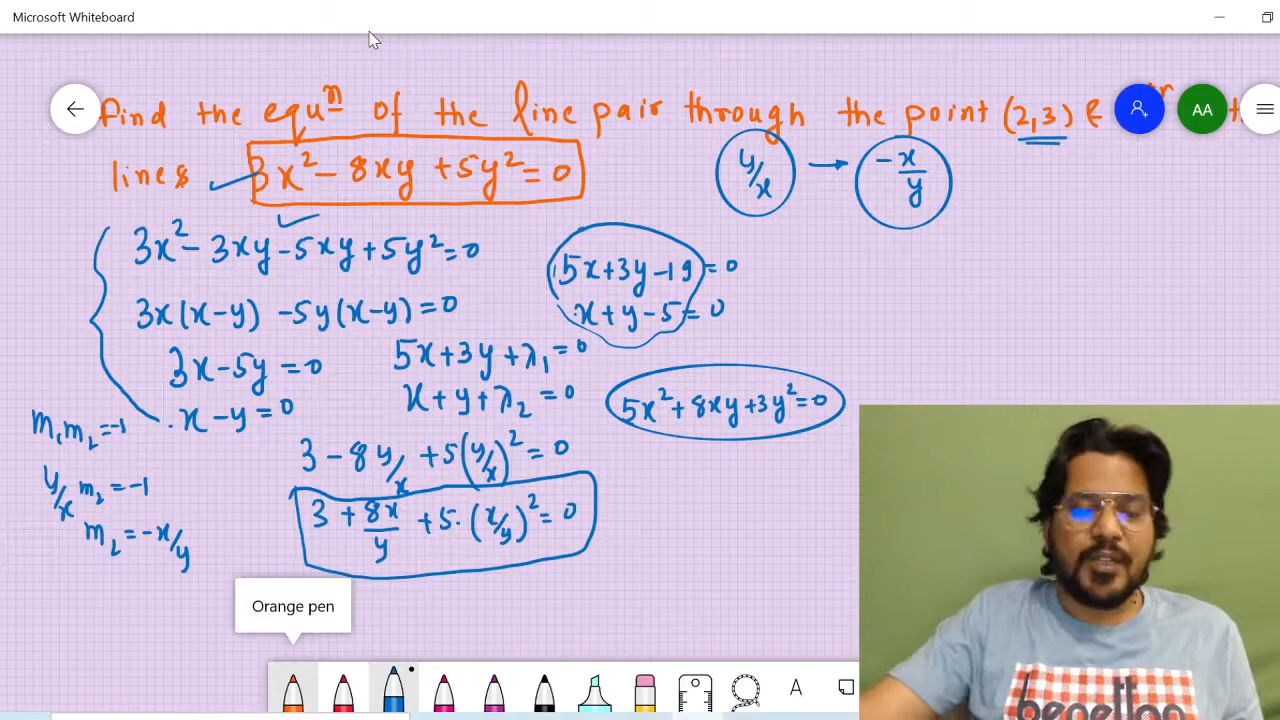 Microsoft Whiteboard
find the equⁿ of the line pair through the point (2,3) &
lines 3x² - 8xy + 5y² = 0
y/x → -x/y
AA
3x² - 3xy - 5xy + 5y² = 0
3x(x-y) - 5y(x-y) = 0
3x - 5y = 0
x - y = 0
5x + 3y - 19 = 0
x + y - 5 = 0
5x + 3y + λ₁ = 0
x + y + λ₂ = 0
5x² + 8xy + 3y² = 0
m₁m₂ = -1
y/x m₂ = -1
m₂ = -x/y
3 - 8y/x + 5(y/x)² = 0
3 + 8x/y + 5.(x/y)² = 0
Orange pen
A
benetton